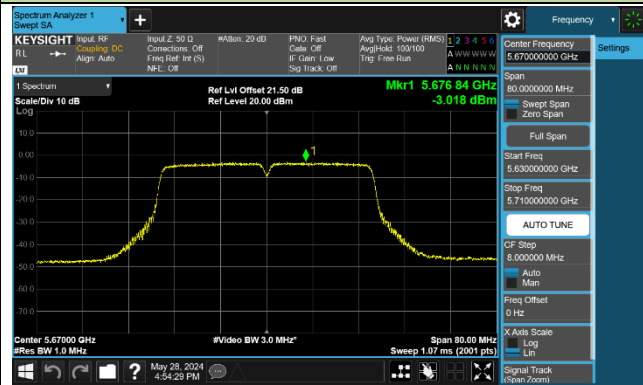 Spectrum Analyzer 1
Swept SA
Frequency
KEYSIGHT
RL
LXI
Input: RF
Coupling: DC
Align: Auto
Input Z: 50 Ω
Corrections: Off
Freq Ref: Int (S)
NFE: Off
#Atten: 20 dB
PNO: Fast
Gate: Off
IF Gain: Low
Sig Track: Off
Avg Type: Power (RMS)
Avg|Hold: 100/100
Trig: Free Run
1 2 3 4 5 6
A W W W W W
A N N N N N
1 Spectrum
Scale/Div 10 dB
Log
Ref Lvl Offset 21.50 dB
Ref Level 20.00 dBm
Mkr1 5.676 84 GHz
-3.018 dBm
10.0
0.00
-10.0
-20.0
-30.0
-40.0
-50.0
-60.0
-70.0
1
Center 5.67000 GHz
#Res BW 1.0 MHz
#Video BW 3.0 MHz*
Span 80.00 MHz
Sweep 1.07 ms (2001 pts)
May 28, 2024
4:54:29 PM
Center Frequency
5.670000000 GHz
Settings
Span
80.0000000 MHz
Swept Span
Zero Span
Full Span
Start Freq
5.630000000 GHz
Stop Freq
5.710000000 GHz
AUTO TUNE
CF Step
8.000000 MHz
Auto
Man
Freq Offset
0 Hz
X Axis Scale
Log
Lin
Signal Track
(Span Zoom)